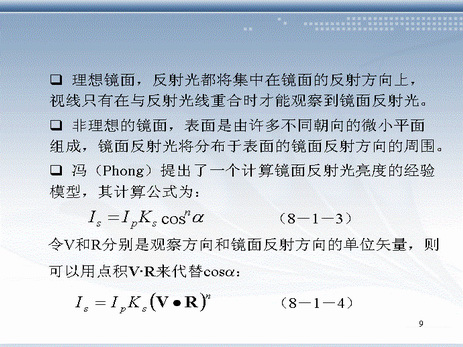 ❑ 理想镜面，反射光都将集中在镜面的反射方向上，
视线只有在与反射光线重合时才能观察到镜面反射光。
❑ 非理想的镜面，表面是由许多不同朝向的微小平面
组成，镜面反射光将分布于表面的镜面反射方向的周围。
❑ 冯（Phong）提出了一个计算镜面反射光亮度的经验
模型，其计算公式为：
I_s = I_p K_s cos^n α （8－1－3）
令V和R分别是观察方向和镜面反射方向的单位矢量，则
可以用点积V·R来代替cosα：
I_s = I_p K_s (V • R)^n （8－1－4）
9